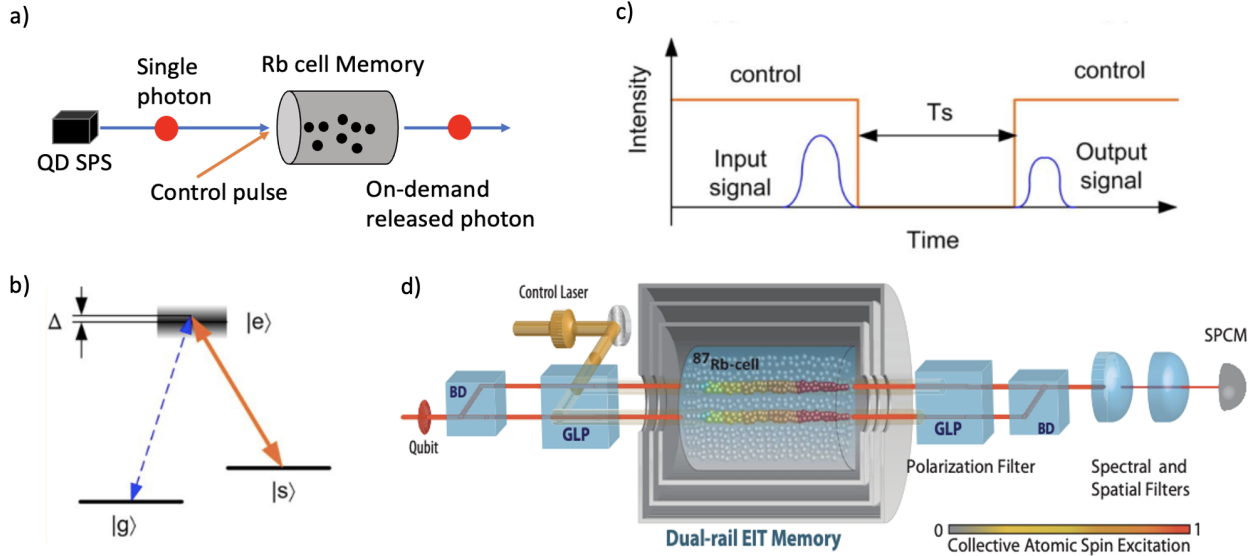 a)
Single
photon
Rb cell Memory
QD SPS
Control pulse
On-demand
released photon
b)
Δ
|e⟩
|s⟩
|g⟩
c)
Intensity
control
control
Ts
Input
signal
Output
signal
Time
d)
Control Laser
87Rb-cell
SPCM
BD
GLP
GLP
BD
Qubit
Polarization Filter
Spectral and
Spatial Filters
Dual-rail EIT Memory
0
1
Collective Atomic Spin Excitation